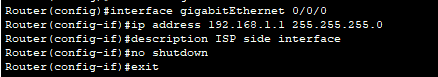 Router(config)#interface gigabitEthernet 0/0/0
Router(config-if)#ip address 192.168.1.1 255.255.255.0
Router(config-if)#description ISP side interface
Router(config-if)#no shutdown
Router(config-if)#exit